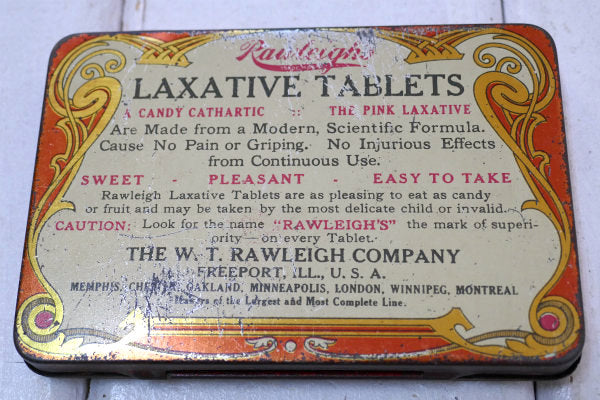 Rawleigh's
LAXATIVE TABLETS
A CANDY CATHARTIC :: THE PINK LAXATIVE
Are Made from a Modern, Scientific Formula.
Cause No Pain or Griping. No Injurious Effects
from Continuous Use.
SWEET - PLEASANT - EASY TO TAKE
Rawleigh Laxative Tablets are as pleasing to eat as candy
or fruit and may be taken by the most delicate child or invalid.
CAUTION: Look for the name "RAWLEIGH'S" the mark of superi-
ority—on every Tablet.
THE W. T. RAWLEIGH COMPANY
FREEPORT, ILL., U. S. A.
MEMPHIS, CHESTER, OAKLAND, MINNEAPOLIS, LONDON, WINNIPEG, MONTREAL
Makers of the Largest and Most Complete Line.